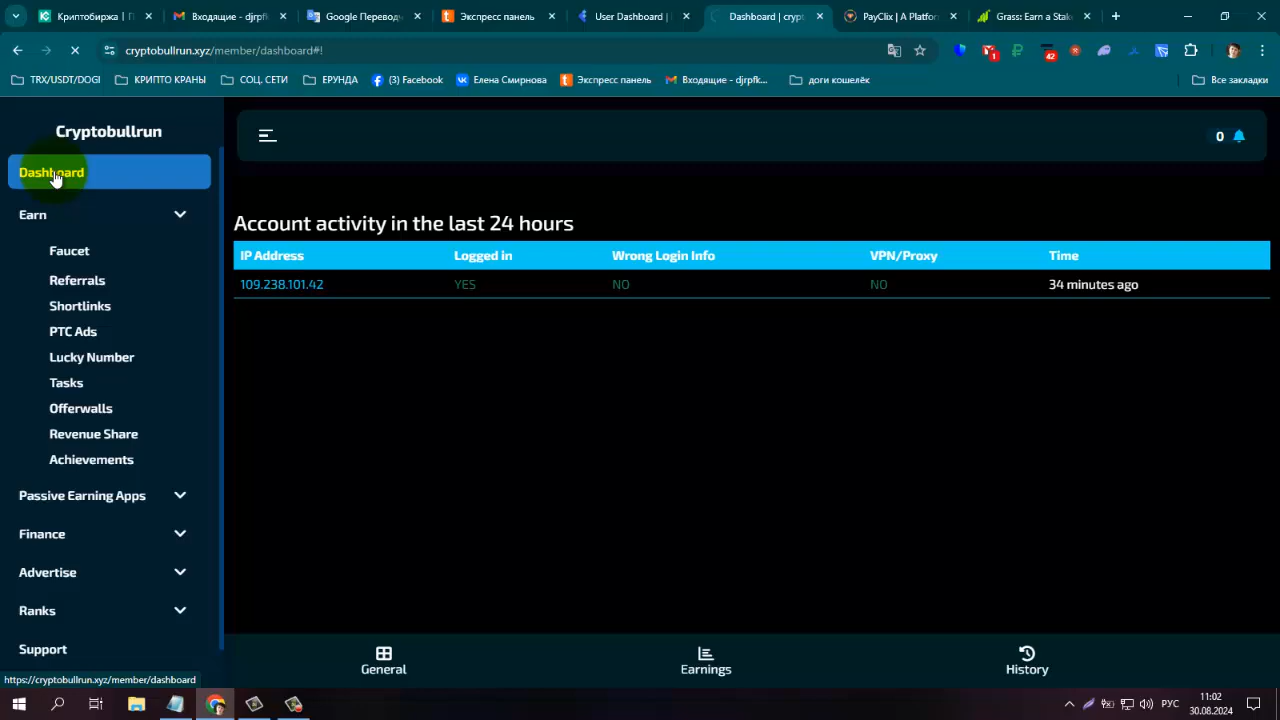 Криптобиржа | П
Входящие - djrpf
Google Переводч
Экспресс панель
User Dashboard |
Dashboard | crypt
PayClix | A Platfor
Grass: Earn a Stak
cryptobullrun.xyz/member/dashboard#!
1
42
TRX/USDT/DOGI
КРИПТО КРАНЫ
СОЦ. СЕТИ
ЕРУНДА
(3) Facebook
Елена Смирнова
Экспресс панель
Входящие - djrpfk...
доги кошелёк
Все закладки
Cryptobullrun
0
Dashboard
Earn
Faucet
Referrals
Shortlinks
PTC Ads
Lucky Number
Tasks
Offerwalls
Revenue Share
Achievements
Passive Earning Apps
Finance
Advertise
Ranks
Support
Account activity in the last 24 hours
IP Address Logged in Wrong Login Info VPN/Proxy Time
109.238.101.42 YES NO NO 34 minutes ago
General
Earnings
History
https://cryptobullrun.xyz/member/dashboard
РУС
11:02
30.08.2024